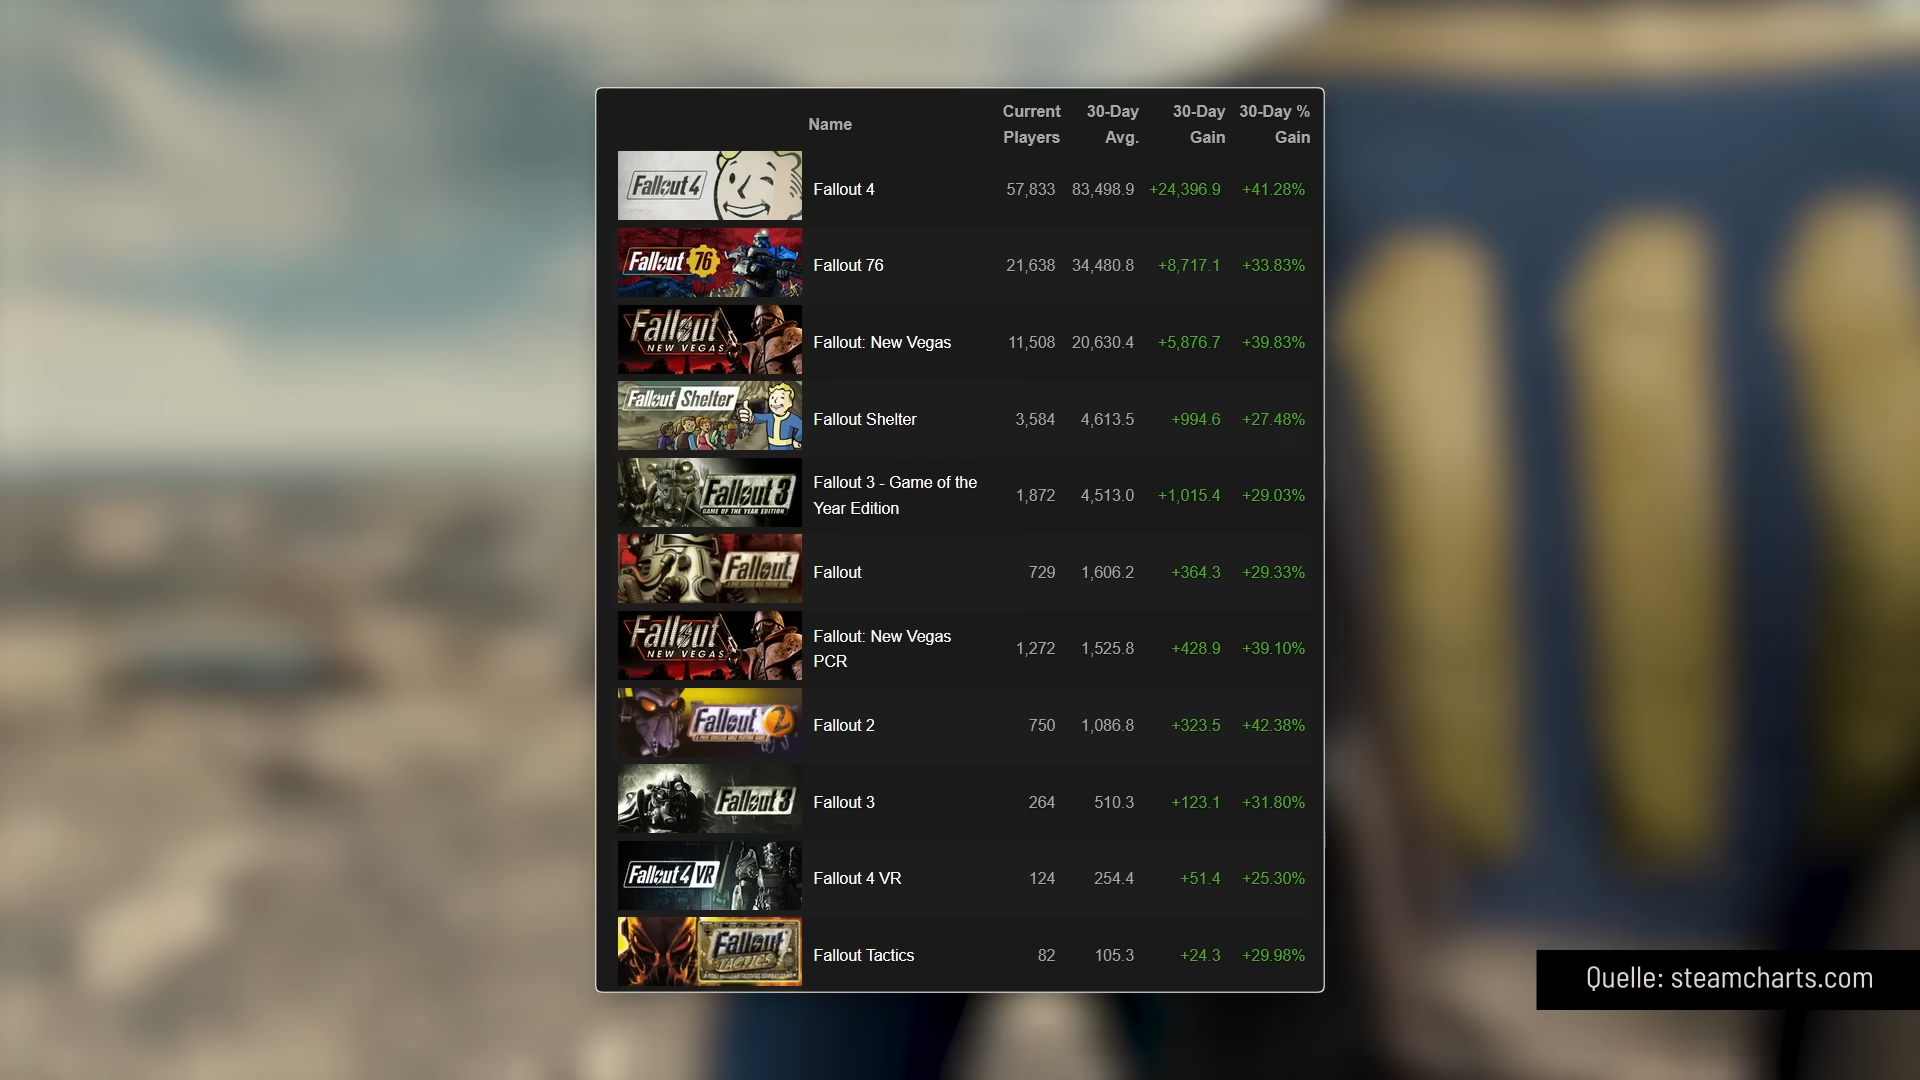 Name
Current Players
30-Day Avg.
30-Day Gain
30-Day % Gain
Fallout 4
Fallout 4 57,833 83,498.9 +24,396.9 +41.28%
Fallout 76
Fallout 76 21,638 34,480.8 +8,717.1 +33.83%
Fallout
NEW VEGAS
Fallout: New Vegas 11,508 20,630.4 +5,876.7 +39.83%
Fallout Shelter
Fallout Shelter 3,584 4,613.5 +994.6 +27.48%
Fallout 3
GAME OF THE YEAR EDITION
Fallout 3 - Game of the
Year Edition
1,872 4,513.0 +1,015.4 +29.03%
Fallout
Fallout 729 1,606.2 +364.3 +29.33%
Fallout
NEW VEGAS
Fallout: New Vegas
PCR
1,272 1,525.8 +428.9 +39.10%
Fallout 2
Fallout 2 750 1,086.8 +323.5 +42.38%
Fallout 3
Fallout 3 264 510.3 +123.1 +31.80%
Fallout 4 VR
Fallout 4 VR 124 254.4 +51.4 +25.30%
Fallout
TACTICS
Fallout Tactics 82 105.3 +24.3 +29.98%
Quelle: steamcharts.com